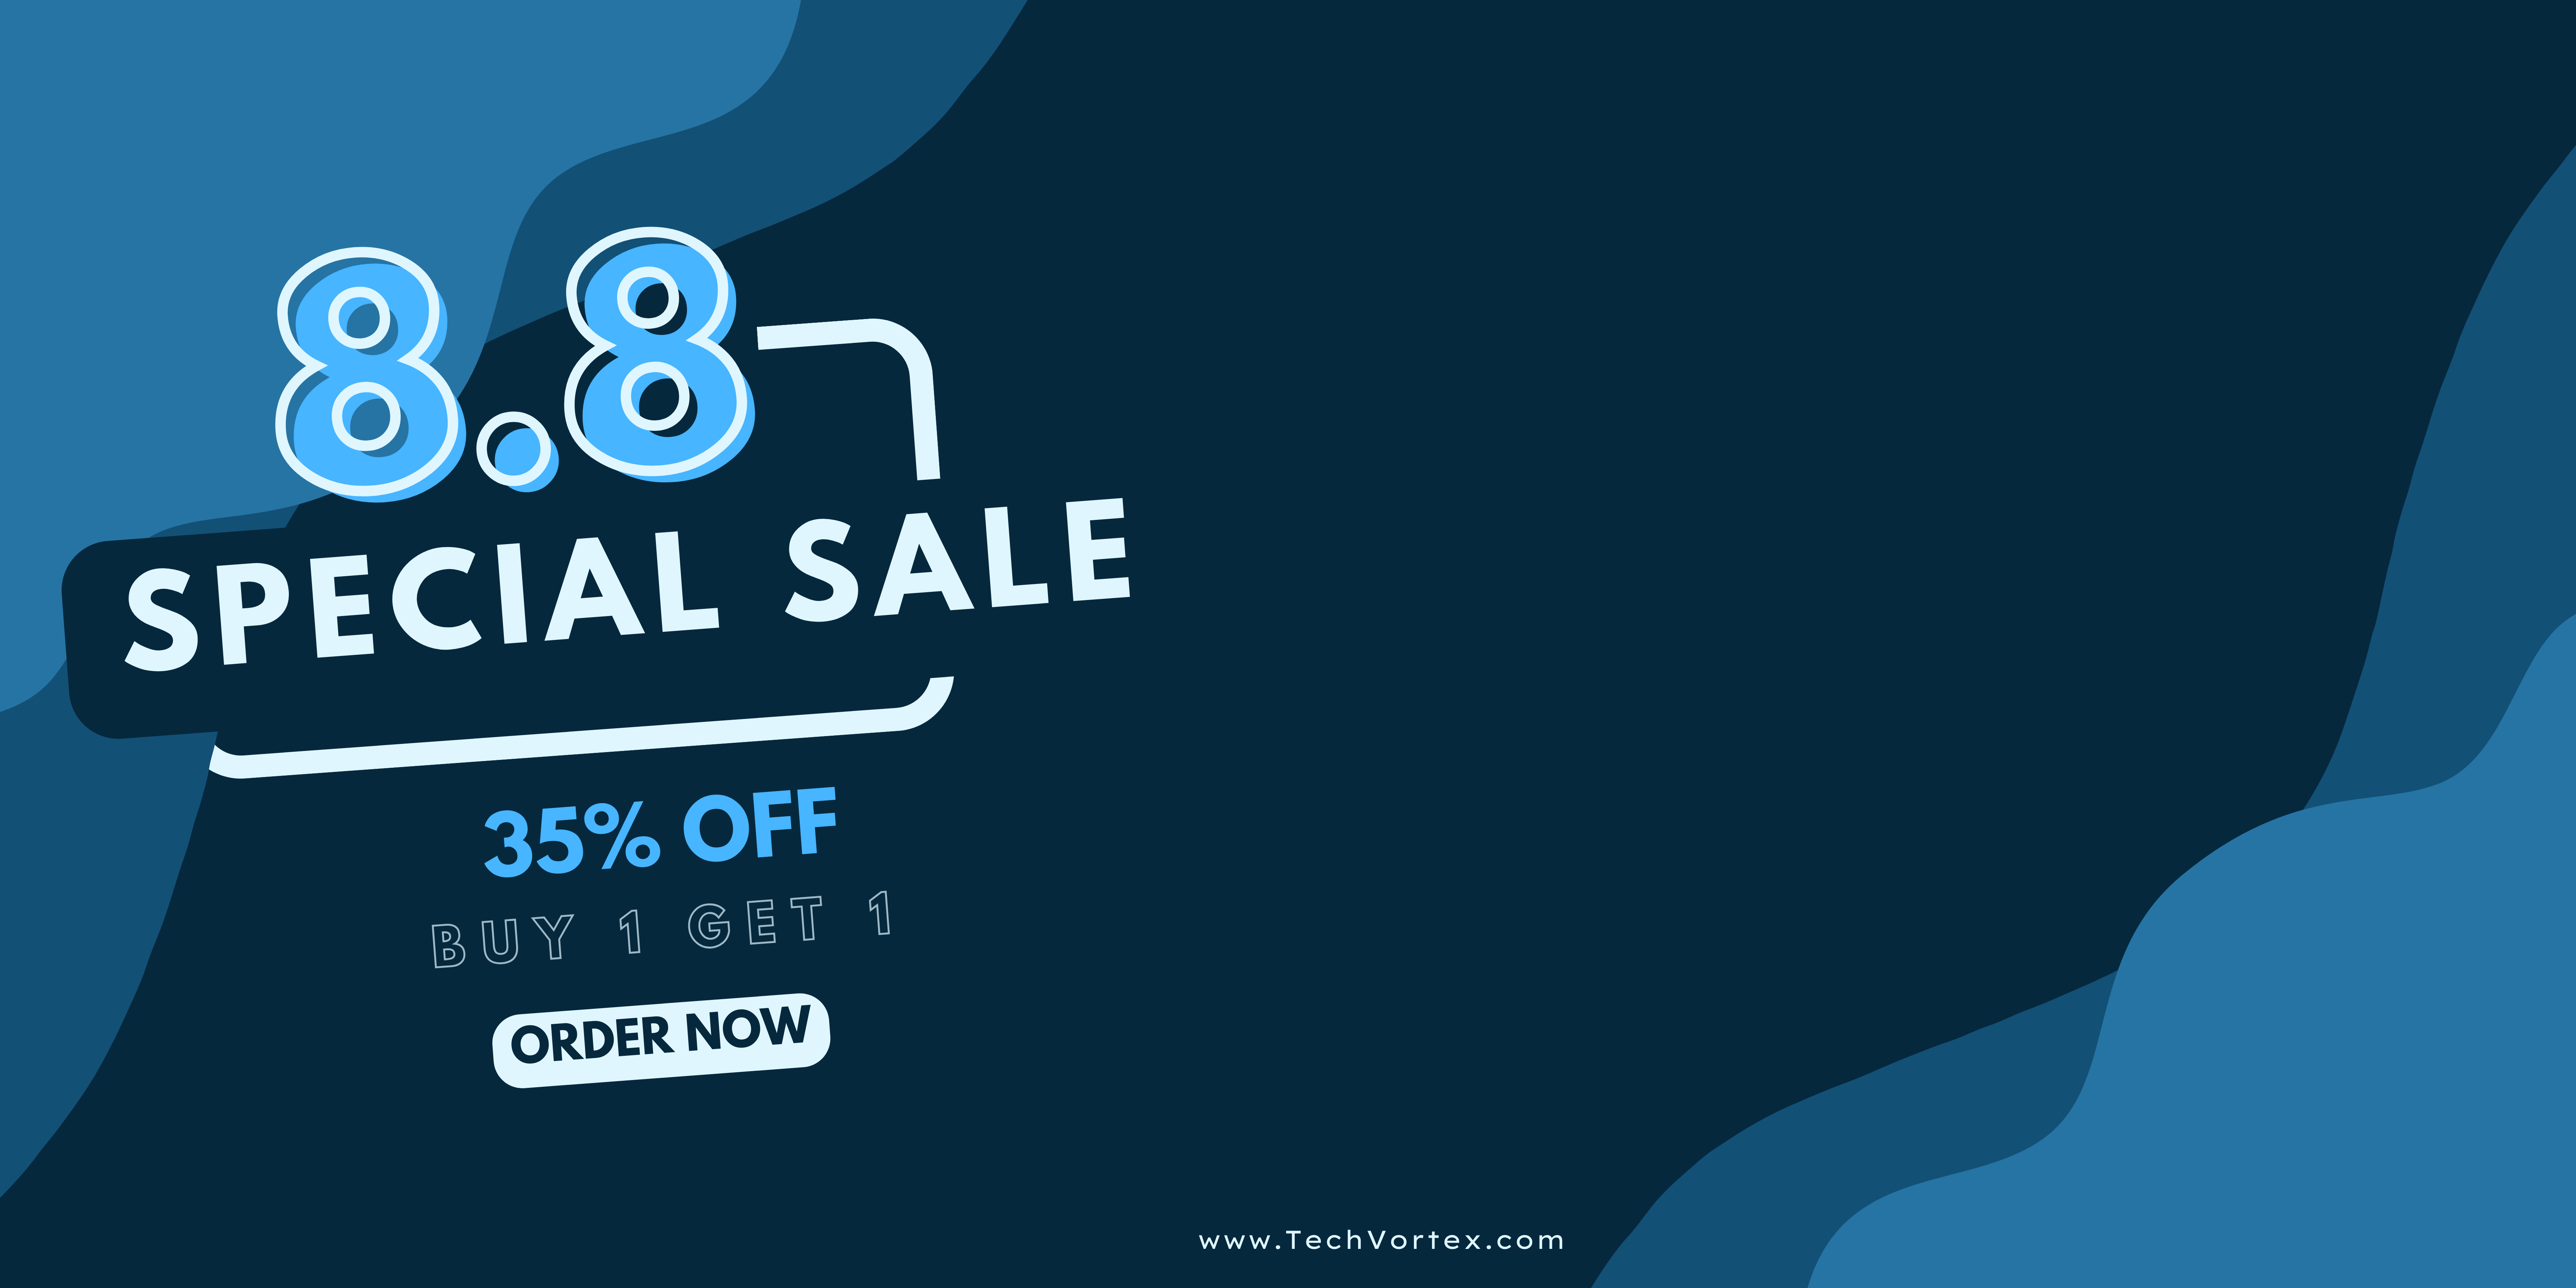 8.8
SPECIAL SALE
35% OFF
BUY 1 GET 1
ORDER NOW
www.TechVortex.com